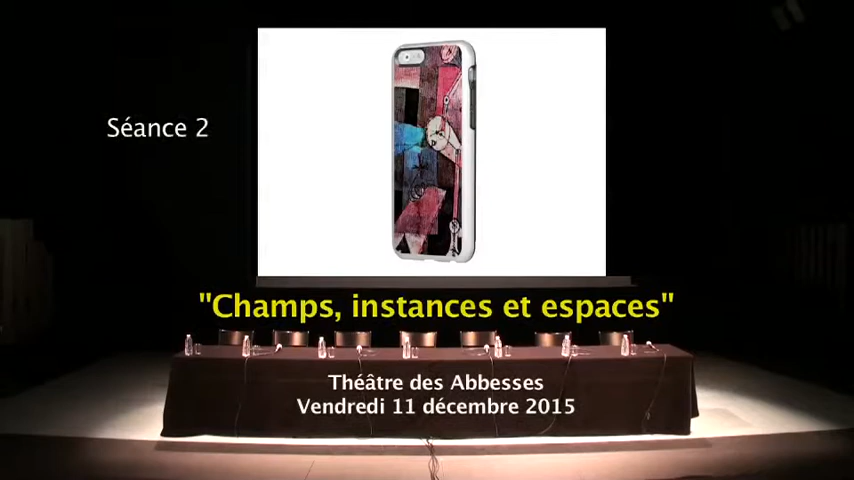 Séance 2
"Champs, instances et espaces"
Théâtre des Abbesses
Vendredi 11 décembre 2015